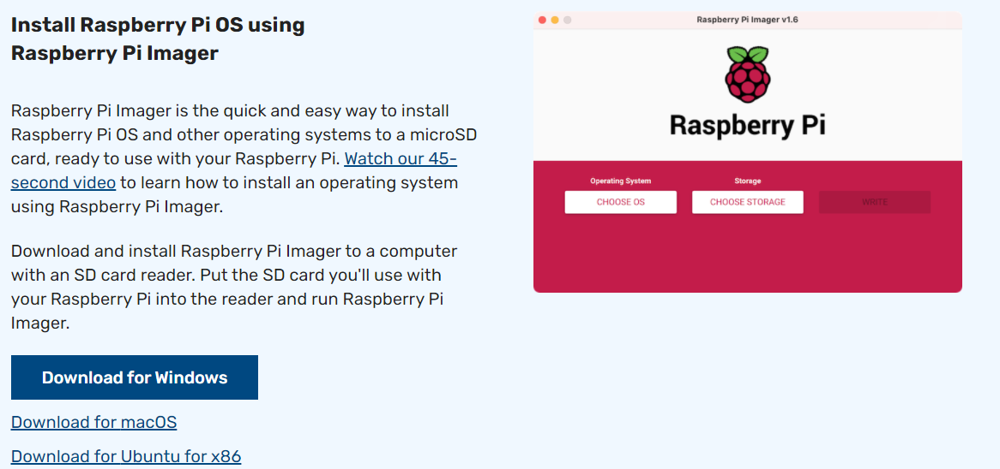 Install Raspberry Pi OS using
Raspberry Pi Imager
Raspberry Pi Imager is the quick and easy way to install
Raspberry Pi OS and other operating systems to a microSD
card, ready to use with your Raspberry Pi. Watch our 45-
second video to learn how to install an operating system
using Raspberry Pi Imager.
Download and install Raspberry Pi Imager to a computer
with an SD card reader. Put the SD card you'll use with
your Raspberry Pi into the reader and run Raspberry Pi
Imager.
Download for Windows
Download for macOS
Download for Ubuntu for x86
Raspberry Pi Imager v1.6
Raspberry Pi
Operating System
Storage
CHOOSE OS
CHOOSE STORAGE
WRITE